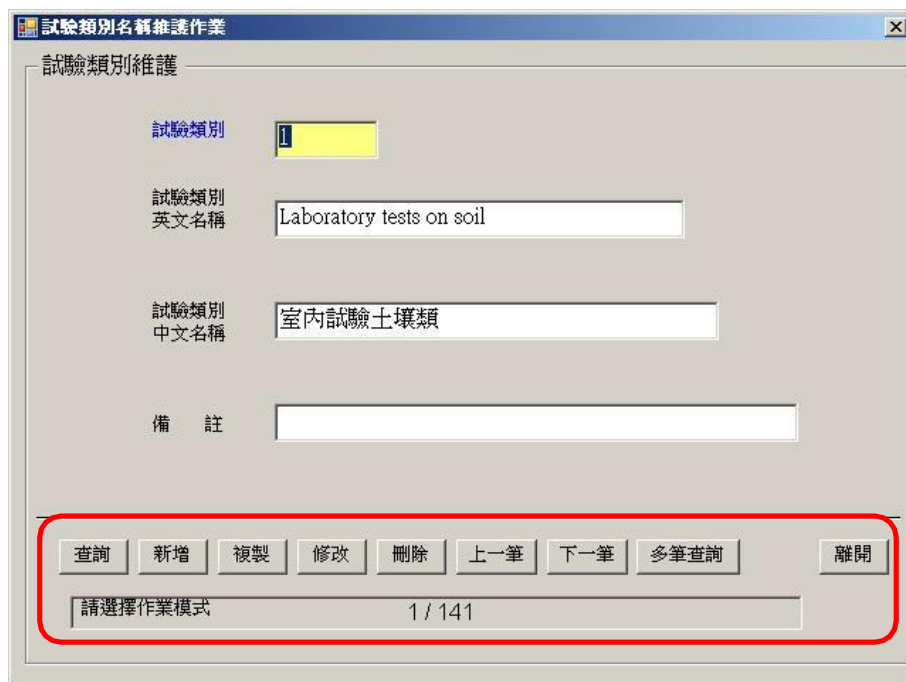 試驗類別名稱維護作業
試驗類別維護
試驗類別
1
試驗類別
英文名稱
Laboratory tests on soil
試驗類別
中文名稱
室內試驗土壤類
備 註
查詢 新增 複製 修改 刪除 上一筆 下一筆 多筆查詢 離開
請選擇作業模式 1 / 141